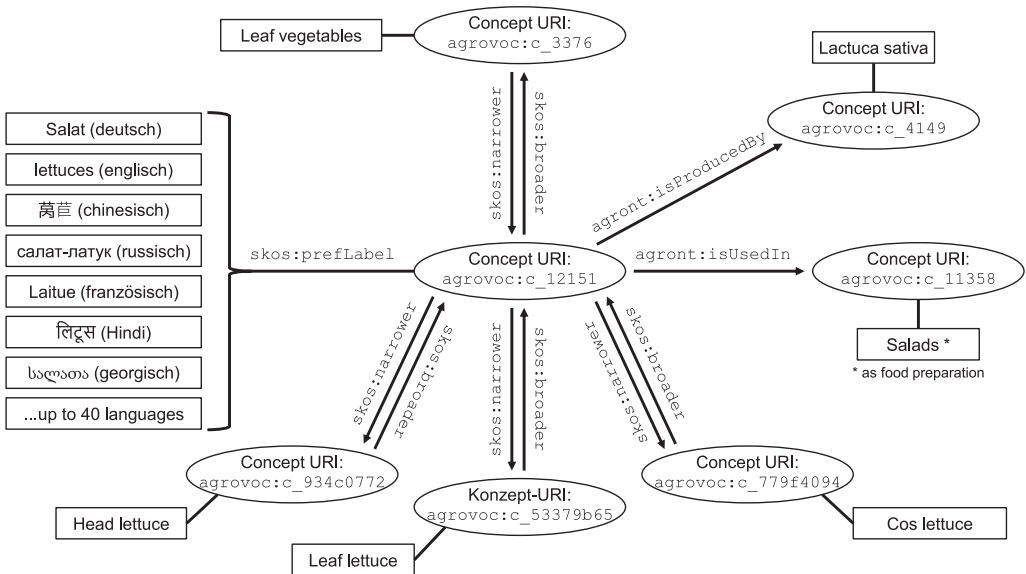 Leaf vegetables
Concept URI:
agrovoc:c_3376
Lactuca sativa
Concept URI:
agrovoc:c_4149
skos:narrower
skos:broader
agront:isProducedBy
Salat (deutsch)
lettuces (englisch)
莴苣 (chinesisch)
салат-латук (russisch)
Laitue (französisch)
लिटूस (Hindi)
სალათა (georgisch)
...up to 40 languages
skos:prefLabel
Concept URI:
agrovoc:c_12151
agront:isUsedIn
Concept URI:
agrovoc:c_11358
Salads *
* as food preparation
skos:narrower
skos:broader
skos:narrower
skos:broader
skos:narrower
skos:broader
Concept URI:
agrovoc:c_934c0772
Head lettuce
Konzept-URI:
agrovoc:c_53379b65
Leaf lettuce
Concept URI:
agrovoc:c_779f4094
Cos lettuce